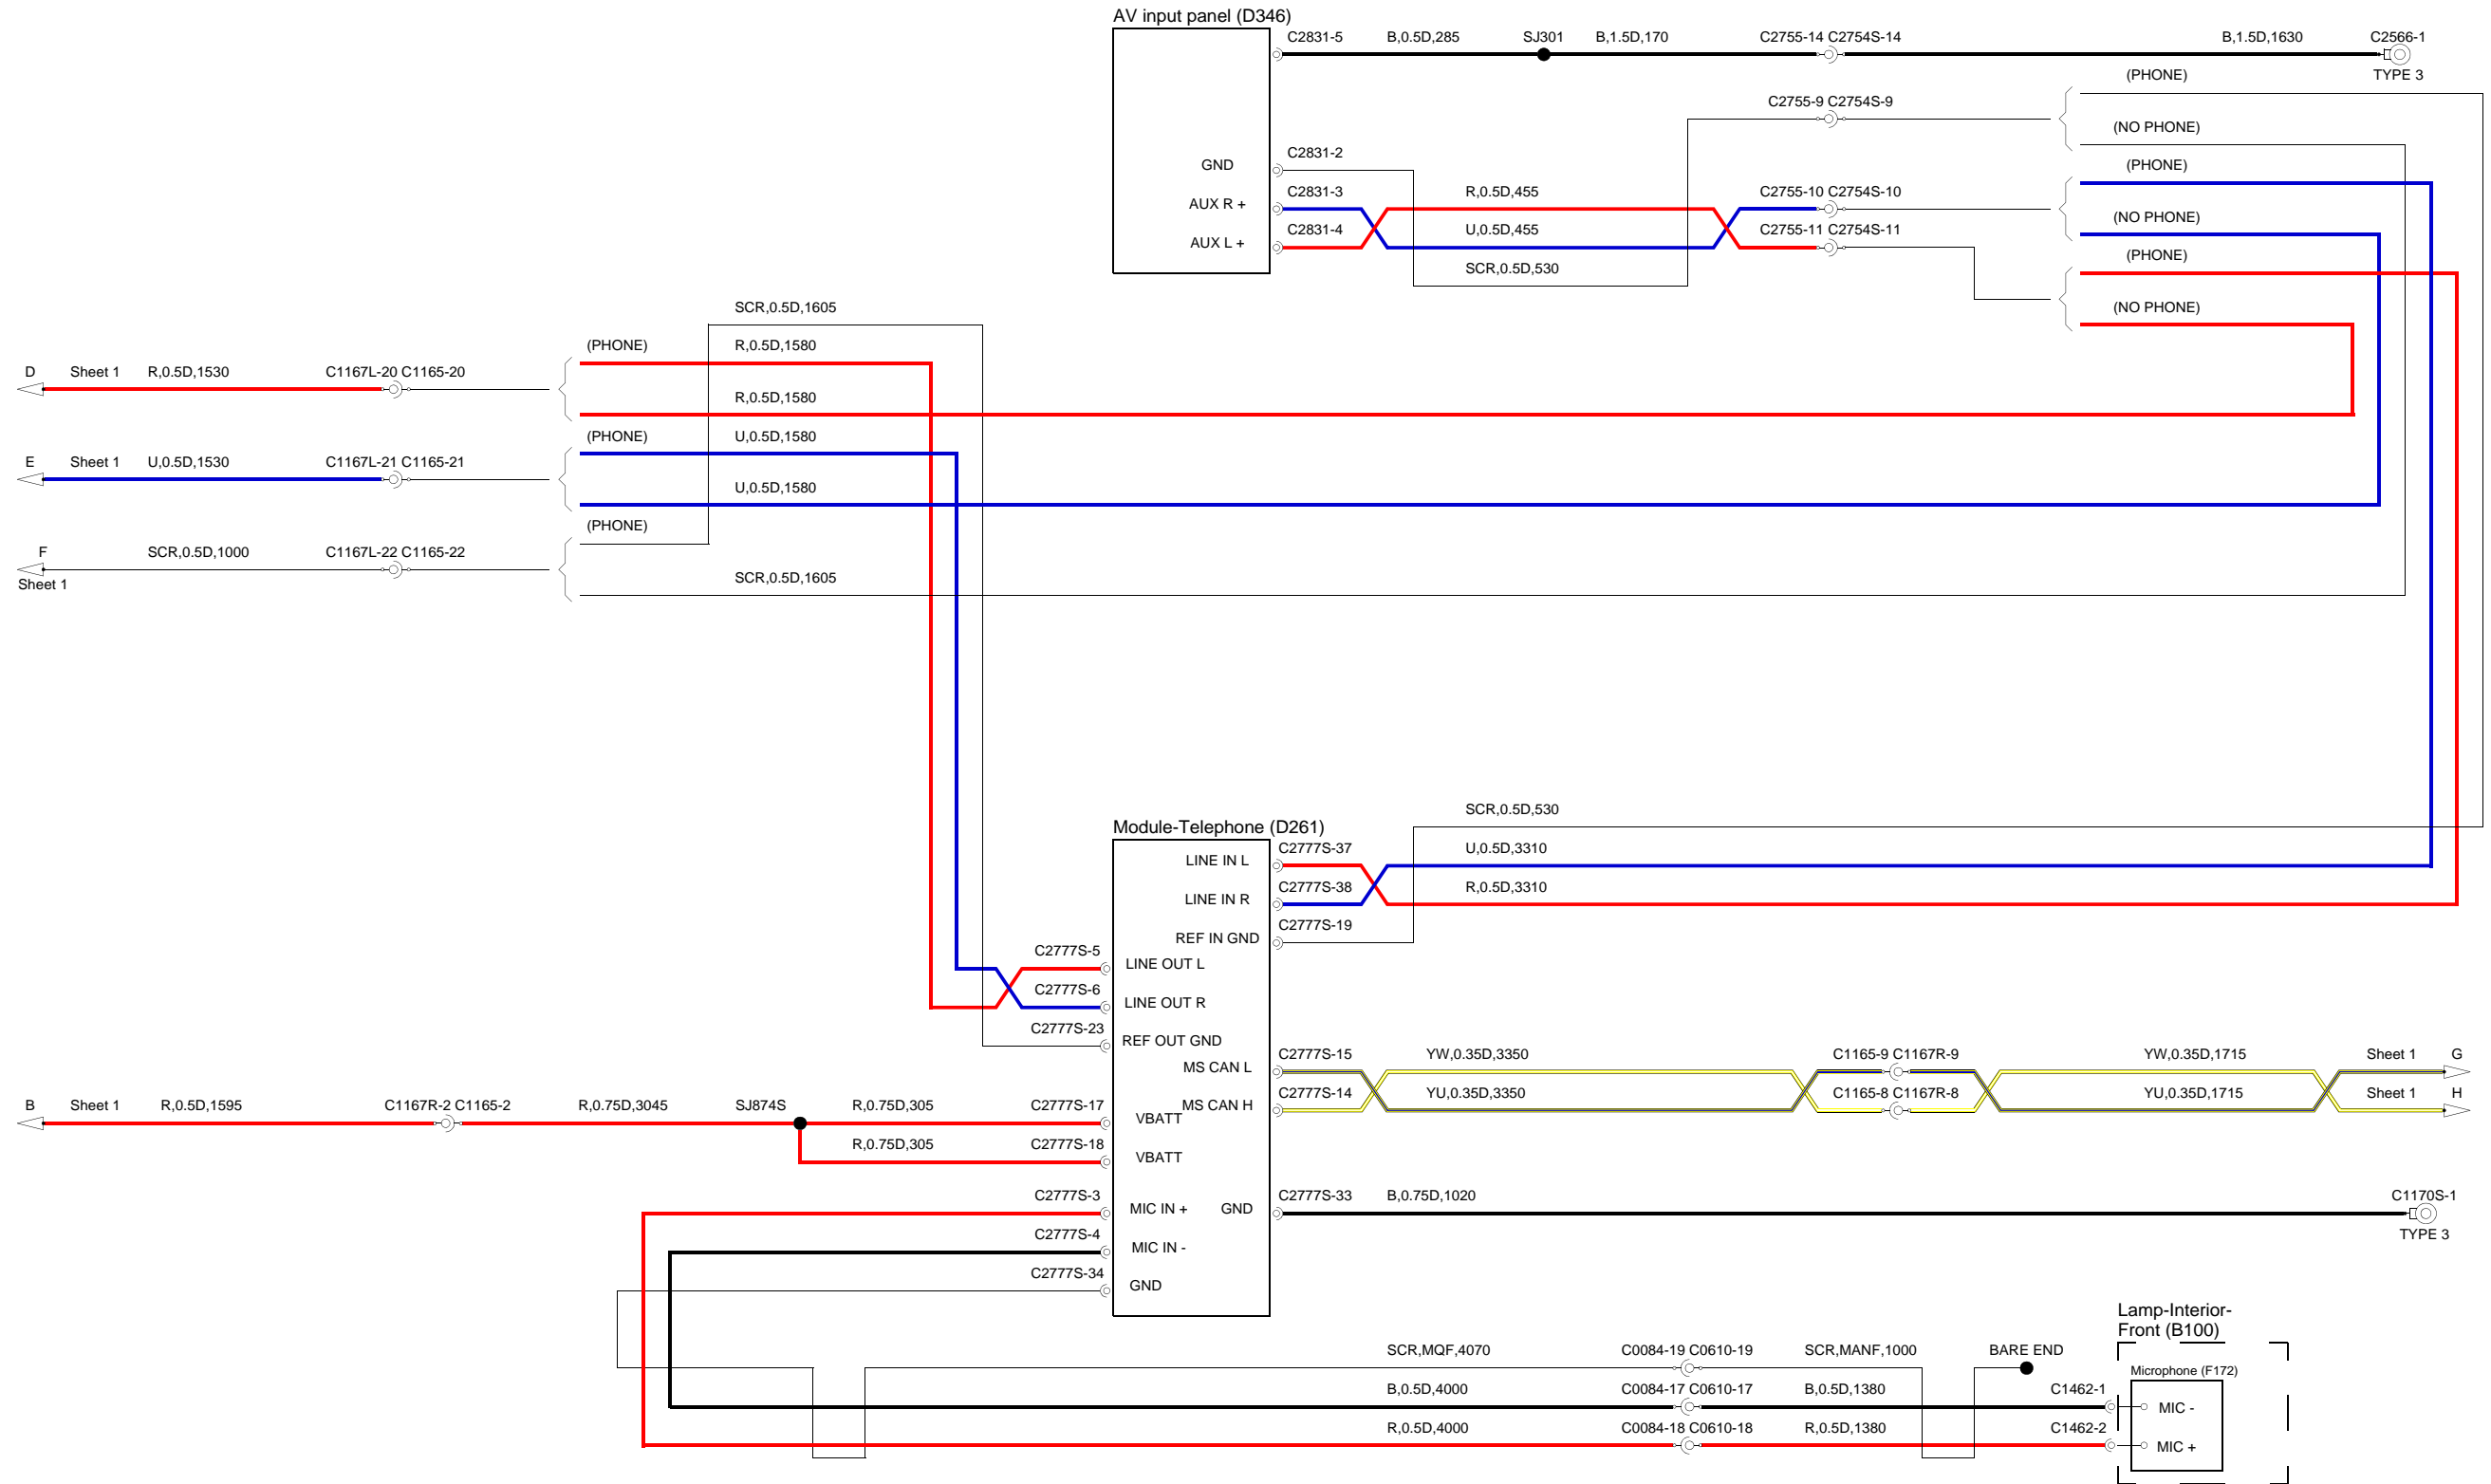 AV input panel (D346)
C2831-5 B,0.5D,285 SJ301 B,1.5D,170 C2755-14 C2754S-14 B,1.5D,1630 C2566-1
TYPE 3
(PHONE)
C2755-9 C2754S-9
(NO PHONE)
C2831-2
GND
(PHONE)
C2831-3 R,0.5D,455 C2755-10 C2754S-10
AUX R +
(NO PHONE)
C2831-4 U,0.5D,455 C2755-11 C2754S-11
AUX L +
(PHONE)
SCR,0.5D,530
(NO PHONE)
SCR,0.5D,1605
(PHONE) R,0.5D,1580
D Sheet 1 R,0.5D,1530 C1167L-20 C1165-20
R,0.5D,1580
(PHONE) U,0.5D,1580
E Sheet 1 U,0.5D,1530 C1167L-21 C1165-21
U,0.5D,1580
(PHONE)
F SCR,0.5D,1000 C1167L-22 C1165-22
Sheet 1
SCR,0.5D,1605
SCR,0.5D,530
Module-Telephone (D261)
C2777S-37 U,0.5D,3310
LINE IN L
C2777S-38 R,0.5D,3310
LINE IN R
C2777S-19
REF IN GND
C2777S-5
LINE OUT L
C2777S-6
LINE OUT R
C2777S-23
REF OUT GND
C2777S-15 YW,0.35D,3350 C1165-9 C1167R-9 YW,0.35D,1715 Sheet 1 G
MS CAN L
C2777S-14 YU,0.35D,3350 C1165-8 C1167R-8 YU,0.35D,1715 Sheet 1 H
MS CAN H
B Sheet 1 R,0.5D,1595 C1167R-2 C1165-2 R,0.75D,3045 SJ874S R,0.75D,305 C2777S-17
VBATT
R,0.75D,305 C2777S-18
VBATT
C2777S-3
MIC IN + GND
C2777S-33 B,0.75D,1020 C1170S-1
TYPE 3
C2777S-4
MIC IN -
C2777S-34
GND
Lamp-Interior-
Front (B100)
SCR,MQF,4070 C0084-19 C0610-19 SCR,MANF,1000 BARE END
Microphone (F172)
B,0.5D,4000 C0084-17 C0610-17 B,0.5D,1380 C1462-1
MIC -
R,0.5D,4000 C0084-18 C0610-18 R,0.5D,1380 C1462-2
MIC +